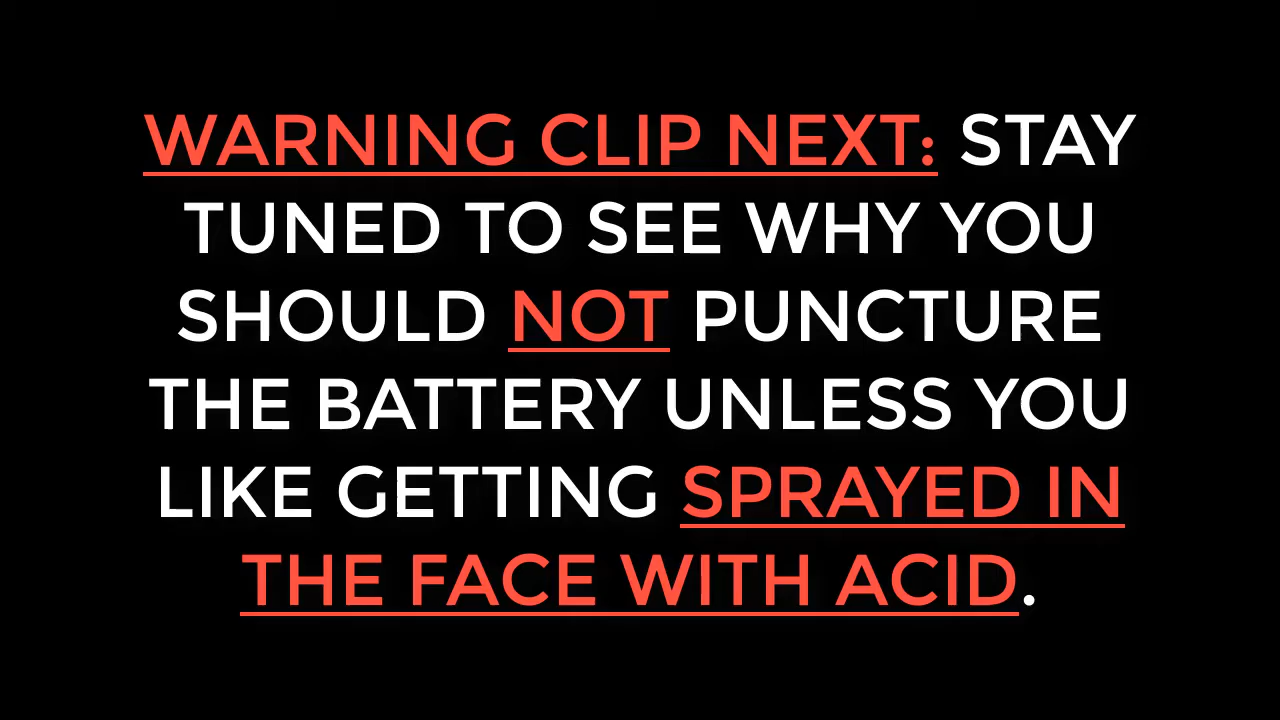 WARNING CLIP NEXT: STAY
TUNED TO SEE WHY YOU
SHOULD NOT PUNCTURE
THE BATTERY UNLESS YOU
LIKE GETTING SPRAYED IN
THE FACE WITH ACID.